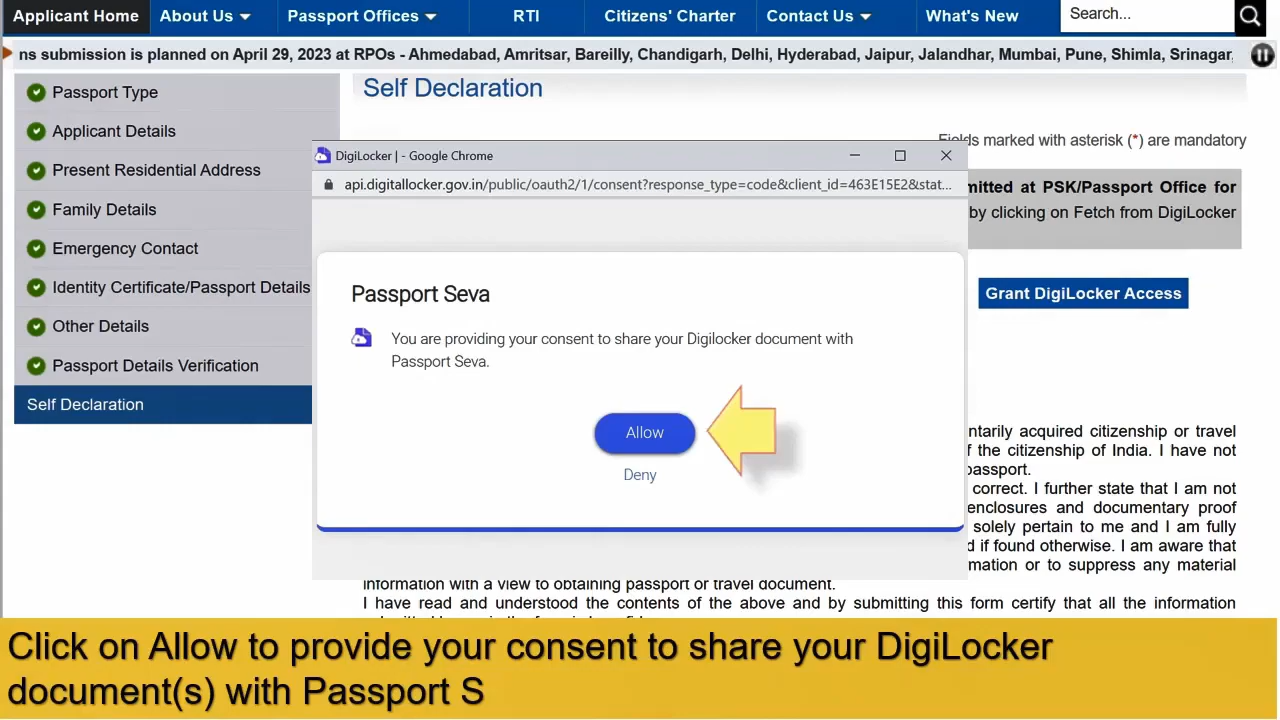 Applicant Home About Us Passport Offices RTI Citizens' Charter Contact Us What's New Search...
ns submission is planned on April 29, 2023 at RPOs - Ahmedabad, Amritsar, Bareilly, Chandigarh, Delhi, Hyderabad, Jaipur, Jalandhar, Mumbai, Pune, Shimla, Srinagar,
Passport Type
Applicant Details
Present Residential Address
Family Details
Emergency Contact
Identity Certificate/Passport Details
Other Details
Passport Details Verification
Self Declaration
Self Declaration
Fields marked with asterisk (*) are mandatory
mitted at PSK/Passport Office for
by clicking on Fetch from DigiLocker
Grant DigiLocker Access
DigiLocker | - Google Chrome
api.digitallocker.gov.in/public/oauth2/1/consent?response_type=code&client_id=463E15E2&stat...
Passport Seva
You are providing your consent to share your Digilocker document with
Passport Seva.
Allow
Deny
ntarily acquired citizenship or travel
f the citizenship of India. I have not
passport.
correct. I further state that I am not
enclosures and documentary proof
solely pertain to me and I am fully
d if found otherwise. I am aware that
mation or to suppress any material
information with a view to obtaining passport or travel document.
I have read and understood the contents of the above and by submitting this form certify that all the information
Click on Allow to provide your consent to share your DigiLocker
document(s) with Passport S